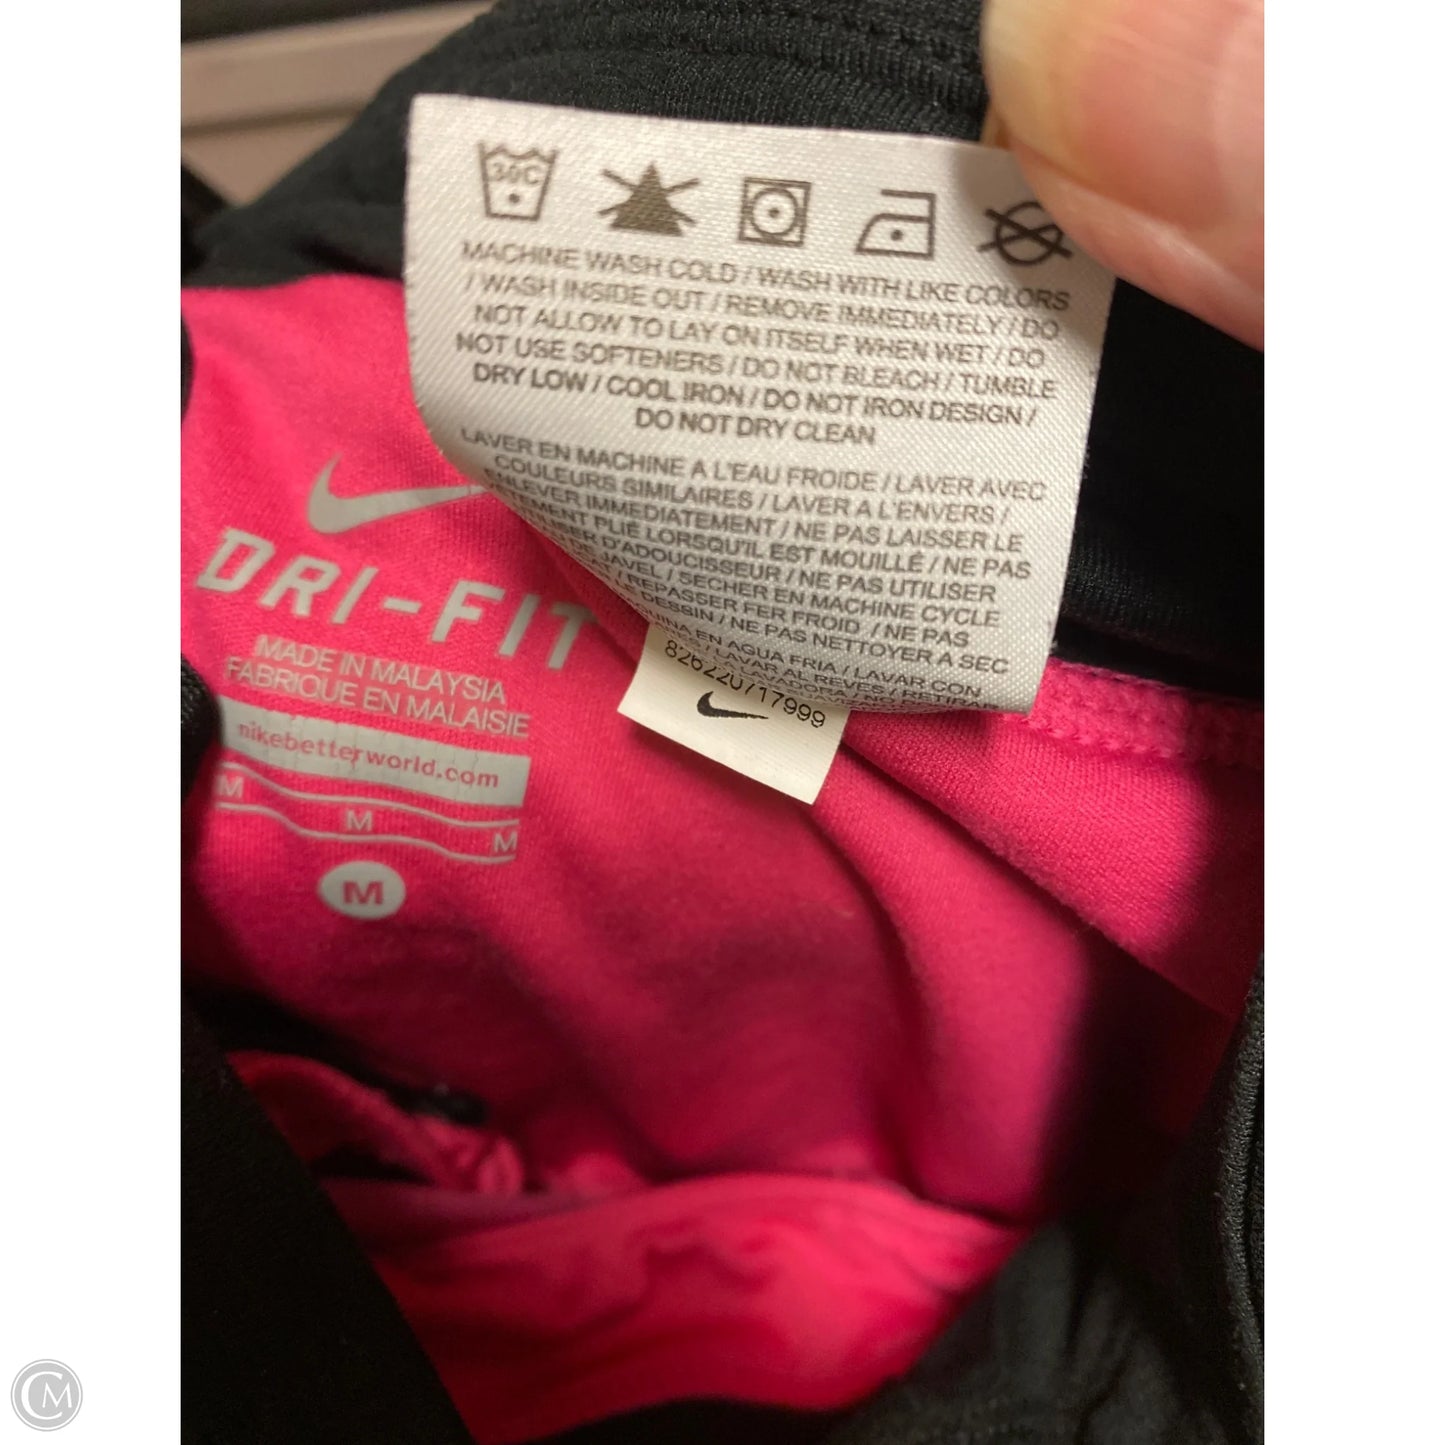 30C
MACHINE WASH COLD / WASH WITH LIKE COLORS
/ WASH INSIDE OUT / REMOVE IMMEDIATELY / DO
NOT ALLOW TO LAY ON ITSELF WHEN WET / DO
NOT USE SOFTENERS / DO NOT BLEACH / TUMBLE
DRY LOW / COOL IRON / DO NOT IRON DESIGN /
DO NOT DRY CLEAN
LAVER EN MACHINE A L'EAU FROIDE / LAVER AVEC
COULEURS SIMILAIRES / LAVER A L'ENVERS /
ENLEVER IMMEDIATEMENT / NE PAS LAISSER LE
PLIÉ LORSQU'IL EST MOUILLÉ / NE PAS
D'ADOUCISSEUR / NE PAS UTILISER
JAVEL / SECHER EN MACHINE CYCLE
REPASSER FER FROID / NE PAS
DESSIN / NE PAS NETTOYER A SEC
EN AGUA FRIA / LAVAR CON
LAVAR AL REVES / RETIRAR
826220717999
DRI-FIT
MADE IN MALAYSIA
FABRIQUE EN MALAISIE
nikebetterworld.com
M
M
M
M
CM